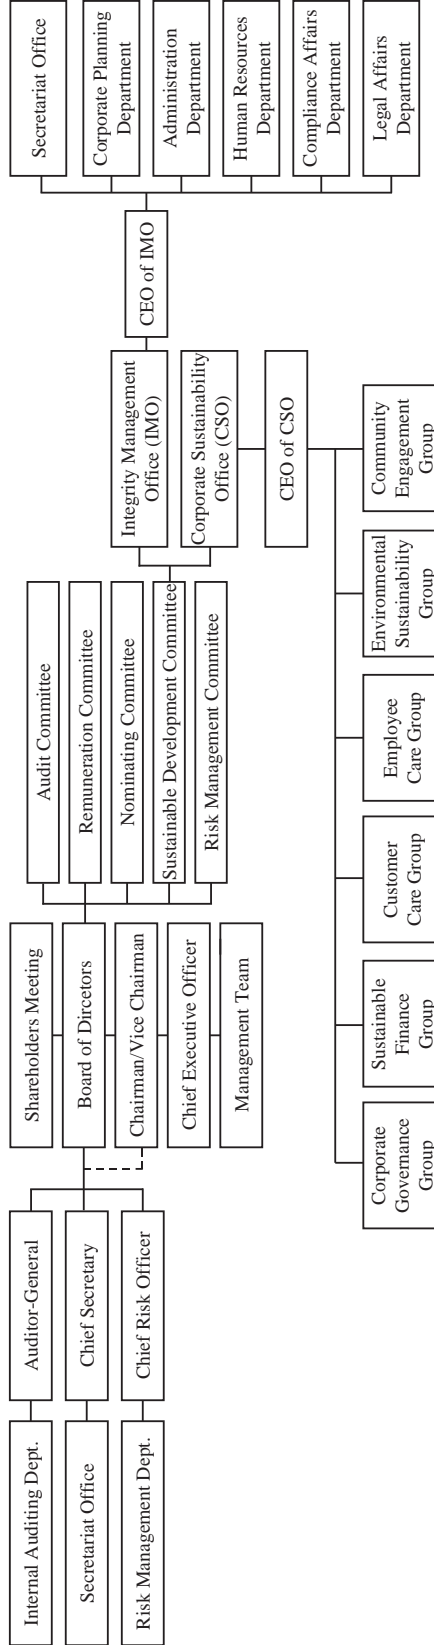 Internal Auditing Dept.
Secretariat Office
Risk Management Dept.
Auditor-General
Chief Secretary
Chief Risk Officer
Shareholders Meeting
Board of Dircetors
Chairman/Vice Chairman
Chief Executive Officer
Management Team
Audit Committee
Remuneration Committee
Nominating Committee
Sustainable Development Committee
Risk Management Committee
Integrity Management
Office (IMO)
Corporate Sustainability
Office (CSO)
CEO of IMO
CEO of CSO
Secretariat Office
Corporate Planning
Department
Administration
Department
Human Resources
Department
Compliance Affairs
Department
Legal Affairs
Department
Corporate
Governance
Group
Sustainable
Finance
Group
Customer
Care Group
Employee
Care Group
Environmental
Sustainability
Group
Community
Engagement
Group